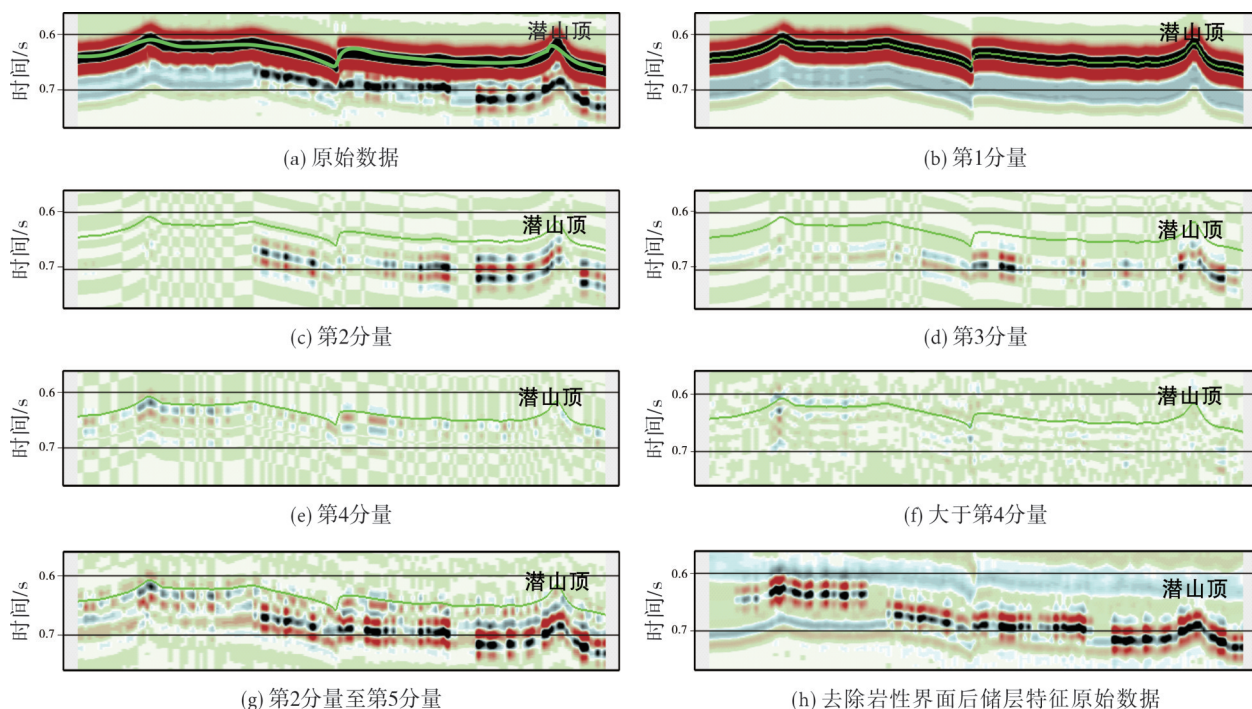 时间/s
0.6
0.7
潜山顶
(a) 原始数据
时间/s
0.6
0.7
潜山顶
(b) 第1分量
时间/s
0.6
0.7
潜山顶
(c) 第2分量
时间/s
0.6
0.7
潜山顶
(d) 第3分量
时间/s
0.6
0.7
潜山顶
(e) 第4分量
时间/s
0.6
0.7
潜山顶
(f) 大于第4分量
时间/s
0.6
0.7
潜山顶
(g) 第2分量至第5分量
时间/s
0.6
0.7
潜山顶
(h) 去除岩性界面后储层特征原始数据